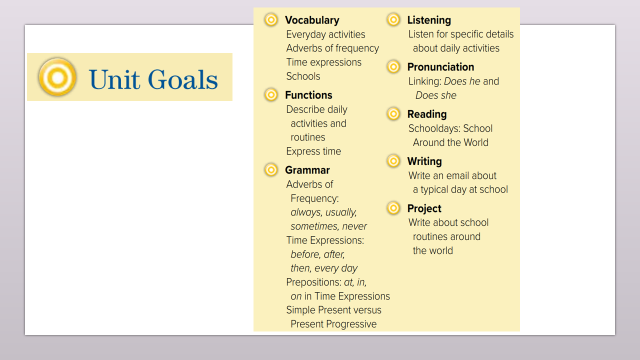 Unit Goals
Vocabulary
Everyday activities
Adverbs of frequency
Time expressions
Schools
Functions
Describe daily
activities and
routines
Express time
Grammar
Adverbs of
Frequency:
always, usually,
sometimes, never
Time Expressions:
before, after,
then, every day
Prepositions: at, in,
on in Time Expressions
Simple Present versus
Present Progressive
Listening
Listen for specific details
about daily activities
Pronunciation
Linking: Does he and
Does she
Reading
Schooldays: School
Around the World
Writing
Write an email about
a typical day at school
Project
Write about school
routines around
the world